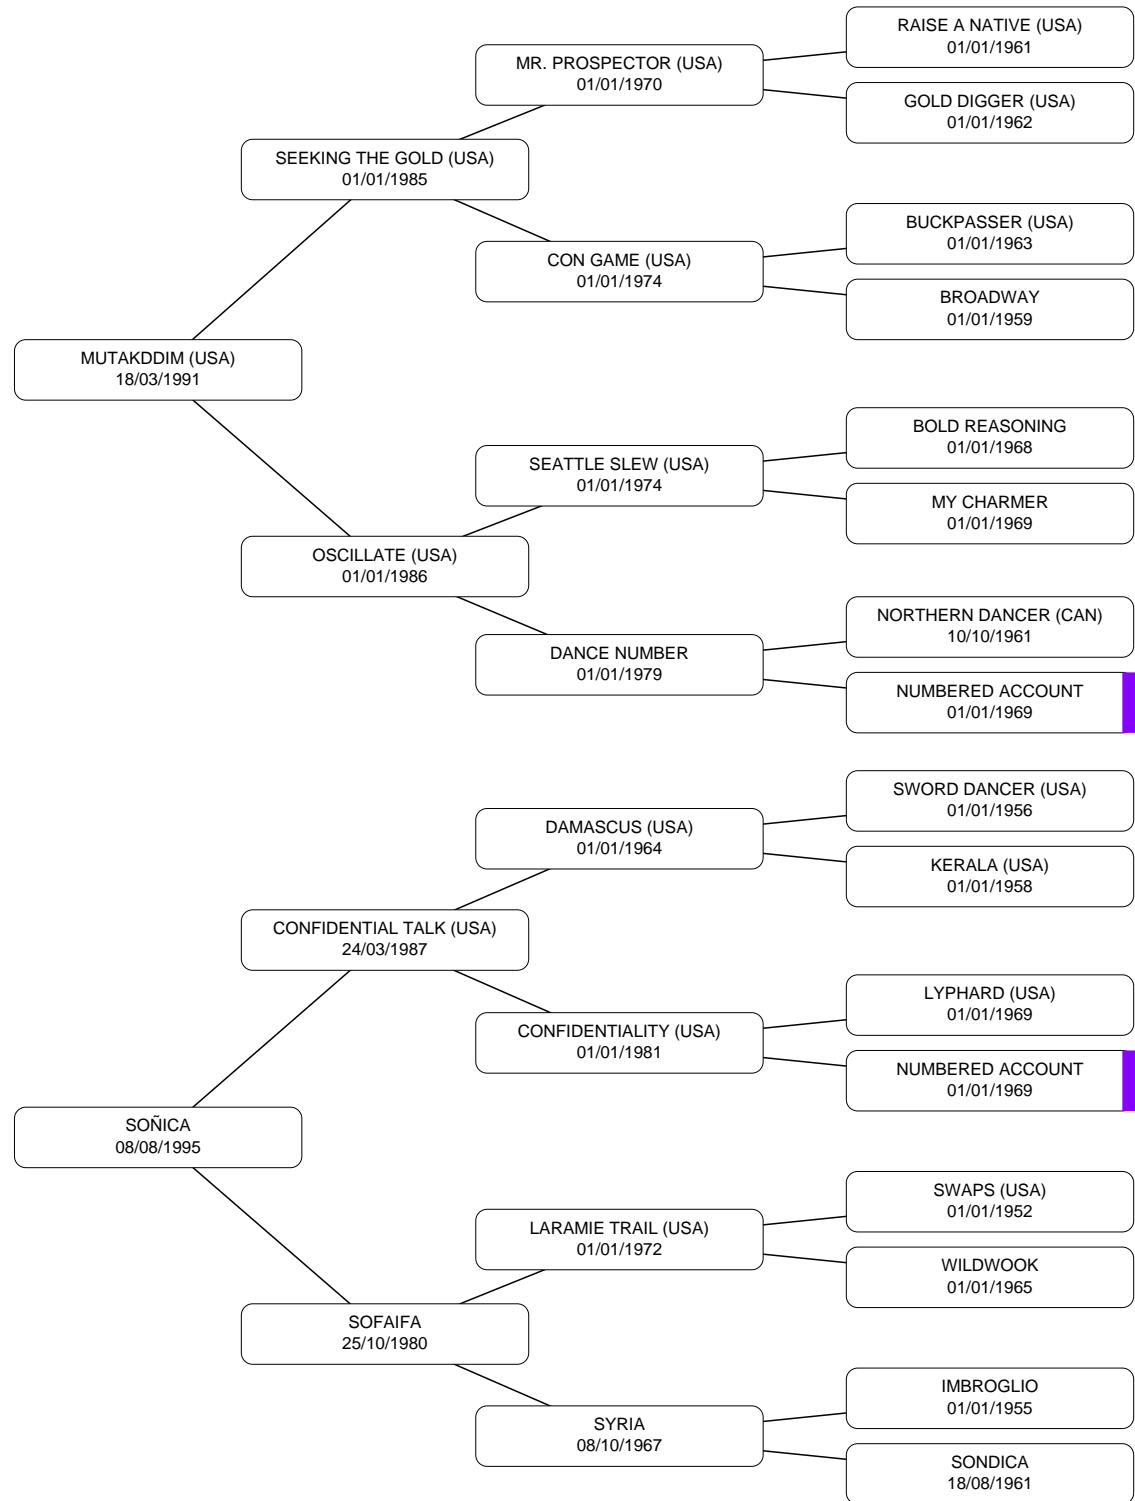 RAISE A NATIVE (USA)
01/01/1961
MR. PROSPECTOR (USA)
01/01/1970
GOLD DIGGER (USA)
01/01/1962
SEEKING THE GOLD (USA)
01/01/1985
BUCKPASSER (USA)
01/01/1963
CON GAME (USA)
01/01/1974
BROADWAY
01/01/1959
MUTAKDDIM (USA)
18/03/1991
BOLD REASONING
01/01/1968
SEATTLE SLEW (USA)
01/01/1974
MY CHARMER
01/01/1969
OSCILLATE (USA)
01/01/1986
NORTHERN DANCER (CAN)
10/10/1961
DANCE NUMBER
01/01/1979
NUMBERED ACCOUNT
01/01/1969
SWORD DANCER (USA)
01/01/1956
DAMASCUS (USA)
01/01/1964
KERALA (USA)
01/01/1958
CONFIDENTIAL TALK (USA)
24/03/1987
LYPHARD (USA)
01/01/1969
CONFIDENTIALITY (USA)
01/01/1981
NUMBERED ACCOUNT
01/01/1969
SOÑICA
08/08/1995
SWAPS (USA)
01/01/1952
LARAMIE TRAIL (USA)
01/01/1972
WILDWOOK
01/01/1965
SOFAIFA
25/10/1980
IMBROGLIO
01/01/1955
SYRIA
08/10/1967
SONDICA
18/08/1961